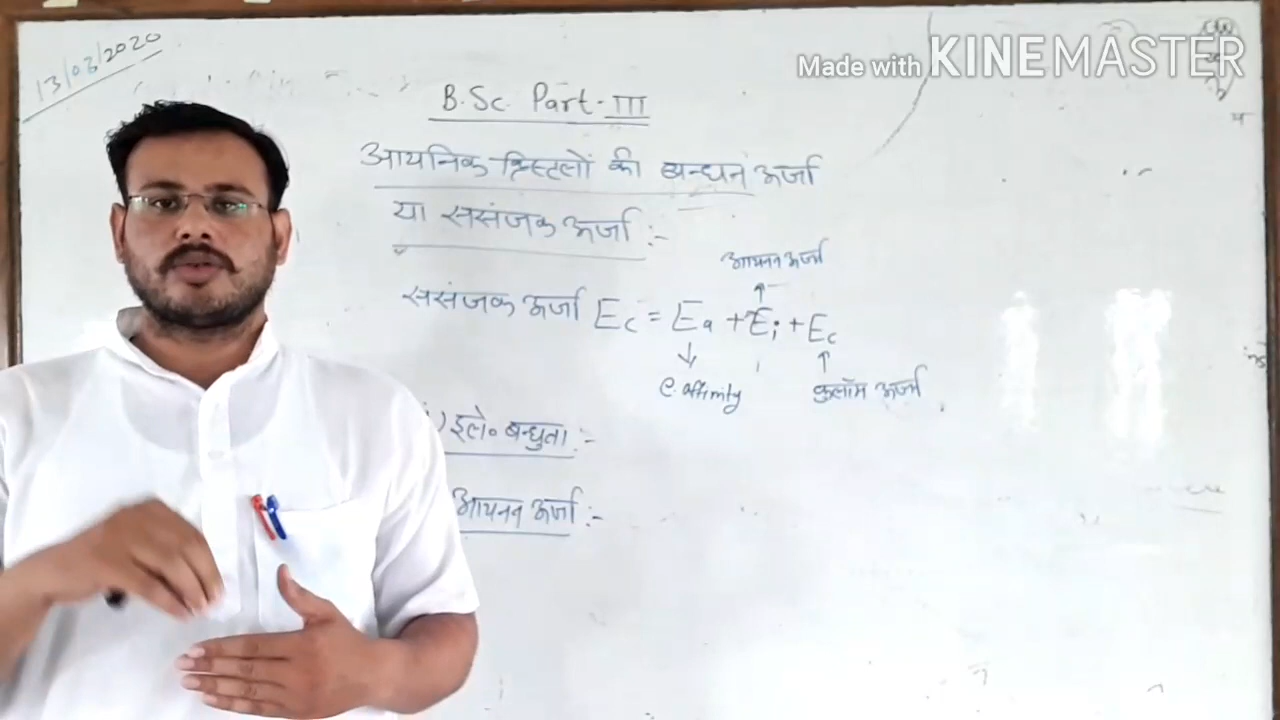 13/03/2020
Made with KINEMASTER
B.Sc. Part-III
आयनिक क्रिस्टलों की बन्धन ऊर्जा
या ससंजक ऊर्जा :-
आयनन ऊर्जा
ससंजक ऊर्जा Ec = Ea + Ei + Ec
e. affinity
कुलॉम ऊर्जा
) इले० बन्धुता :-
आयनन ऊर्जा :-